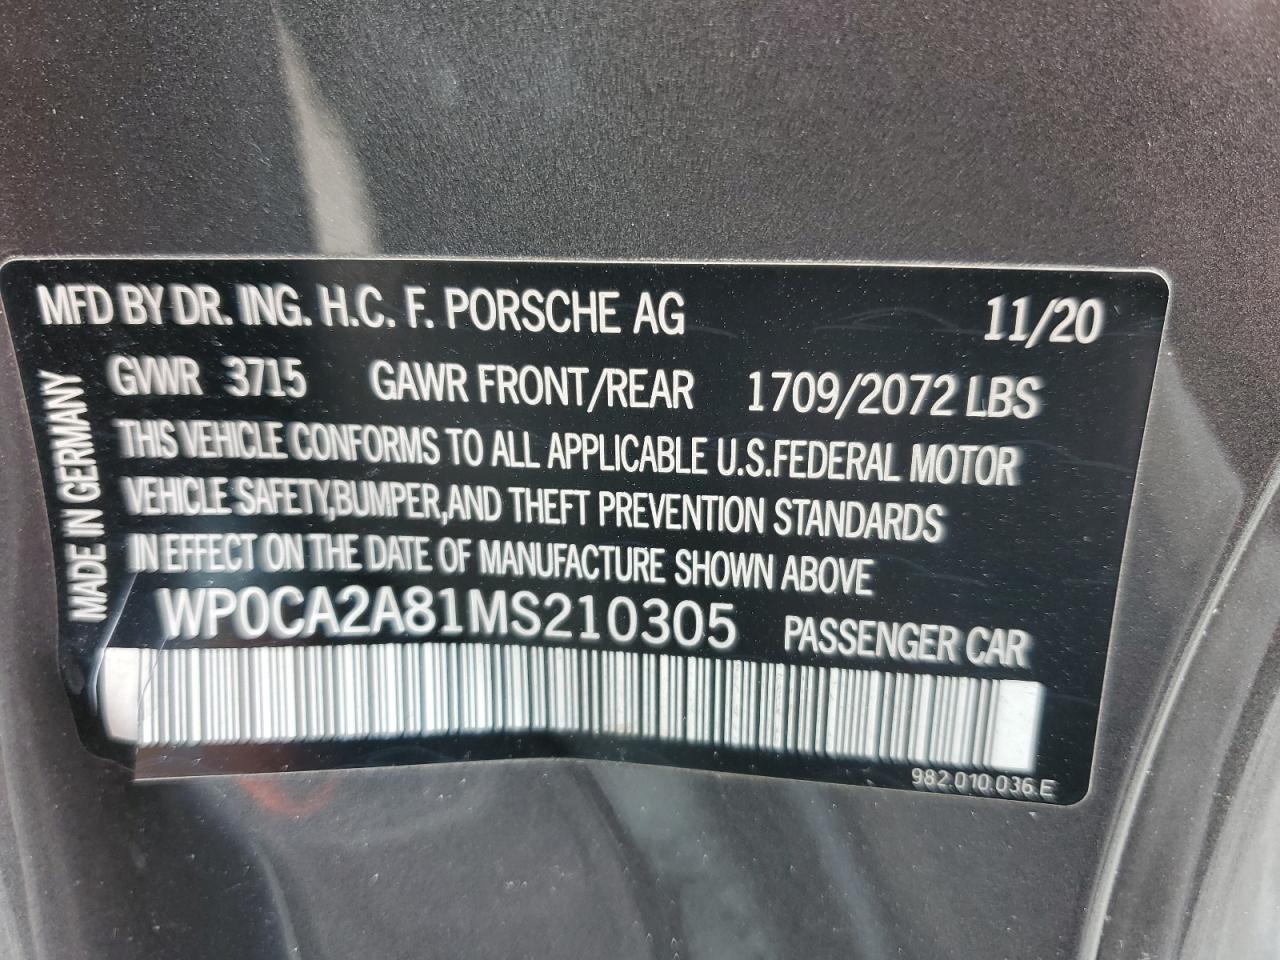 MFD BY DR. ING. H.C. F. PORSCHE AG 11/20
GVWR 3715 GAWR FRONT/REAR 1709/2072 LBS
THIS VEHICLE CONFORMS TO ALL APPLICABLE U.S.FEDERAL MOTOR
VEHICLE SAFETY,BUMPER,AND THEFT PREVENTION STANDARDS
IN EFFECT ON THE DATE OF MANUFACTURE SHOWN ABOVE
WP0CA2A81MS210305 PASSENGER CAR
982.010.036.E
MADE IN GERMANY